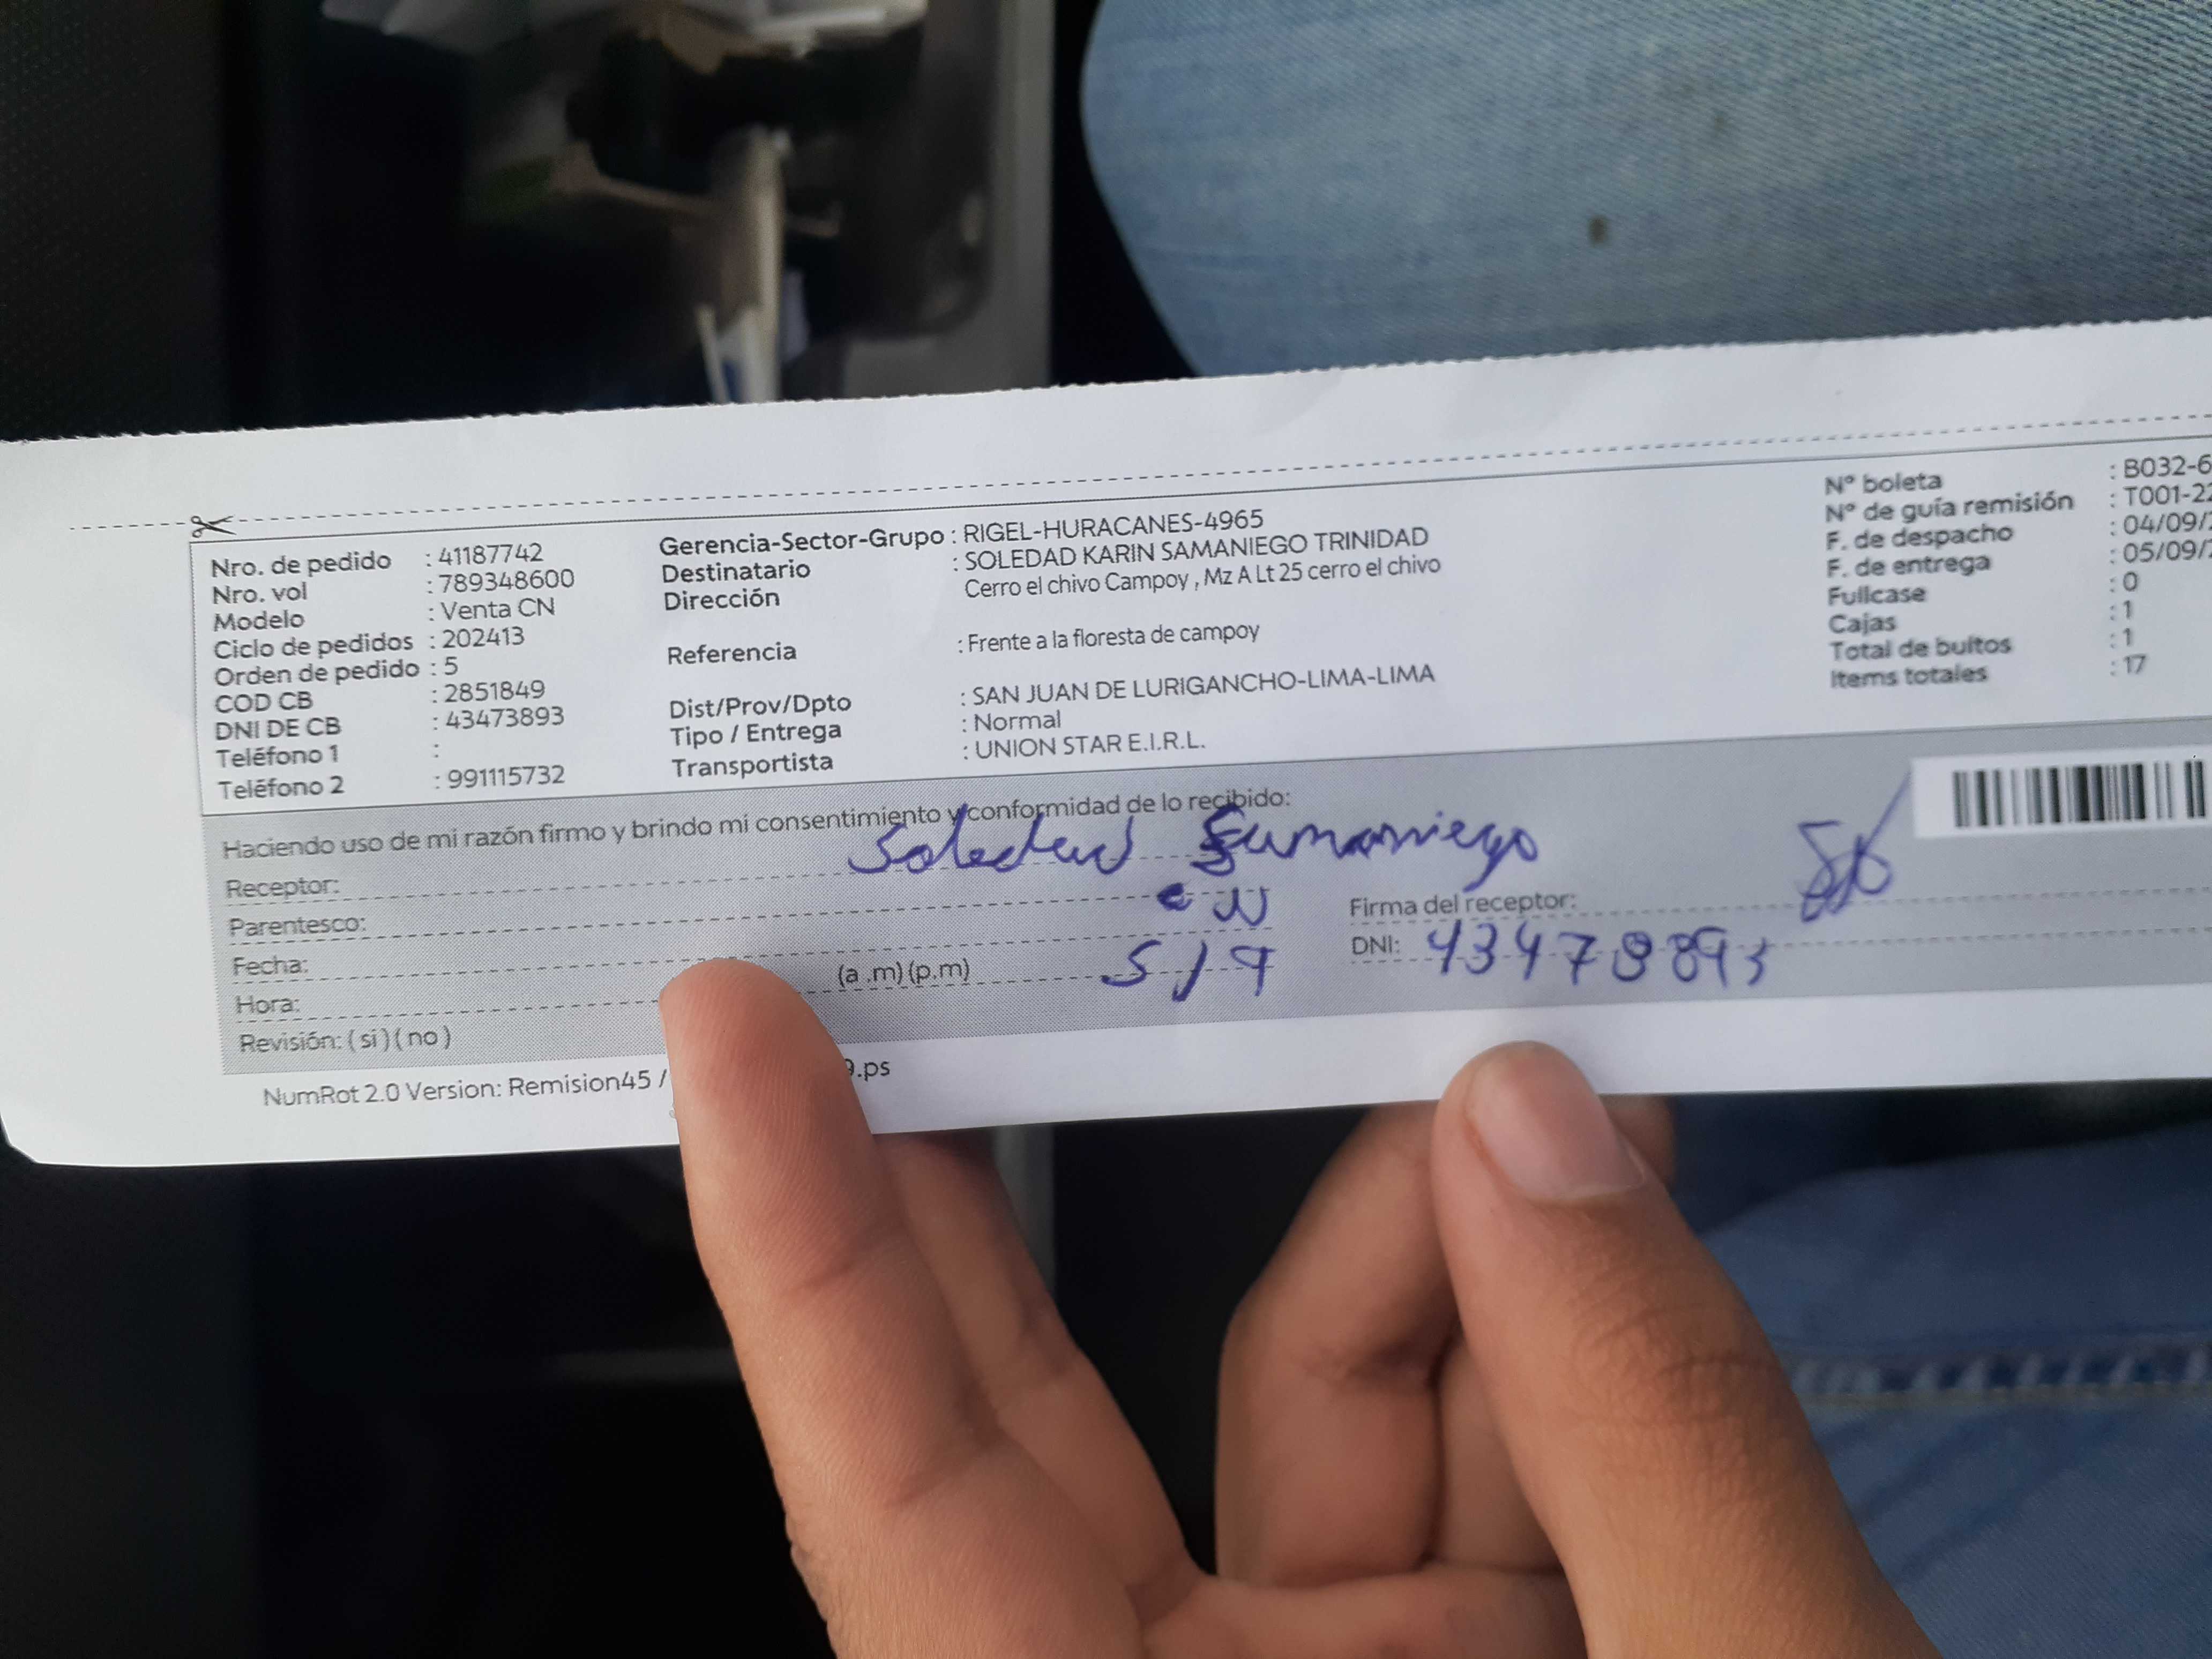 Nro. de pedido : 41187742
Nro. vol : 789348600
Modelo : Venta CN
Ciclo de pedidos : 202413
Orden de pedido : 5
COD CB : 2851849
DNI DE CB : 43473893
Teléfono 1 :
Teléfono 2 : 991115732
Gerencia-Sector-Grupo : RIGEL-HURACANES-4965
Destinatario : SOLEDAD KARIN SAMANIEGO TRINIDAD
Dirección Cerro el chivo Campoy , Mz A Lt 25 cerro el chivo
Referencia : Frente a la floresta de campoy
Dist/Prov/Dpto : SAN JUAN DE LURIGANCHO-LIMA-LIMA
Tipo / Entrega : Normal
Transportista : UNION STAR E.I.R.L.
Nº boleta : B032-6
Nº de guía remisión : T001-22
F. de despacho : 04/09/
F. de entrega : 05/09/
Fullcase : 0
Cajas : 1
Total de bultos : 1
Items totales : 17
Haciendo uso de mi razón firmo y brindo mi consentimiento y conformidad de lo recibido:
Receptor: Soledad Samaniego
Parentesco: CN
Fecha: 5/9
Hora: (a .m) (p.m)
Revisión: ( si ) ( no )
Firma del receptor:
DNI:
NumRot 2.0 Version: Remision45 / 9.ps